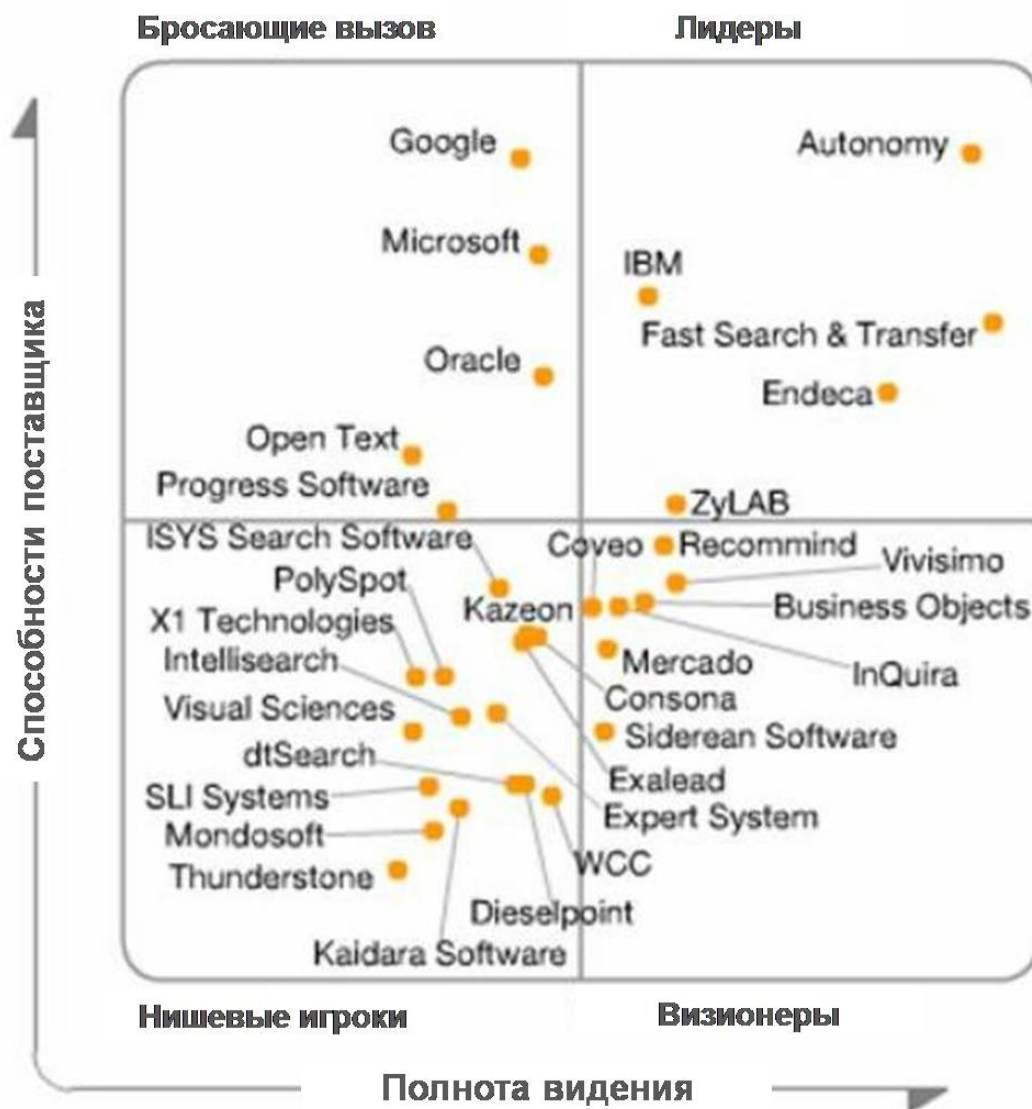 Бросающие вызов
Лидеры
Google
Autonomy
Microsoft
IBM
Fast Search & Transfer
Oracle
Endeca
Open Text
Progress Software
ZyLAB
ISYS Search Software
Coveo
Recommind
Vivisimo
PolySpot
Kazeon
Business Objects
X1 Technologies
Intellisearch
Mercado
InQuira
Consona
Visual Sciences
Siderean Software
dtSearch
Exalead
SLI Systems
Expert System
Mondosoft
WCC
Thunderstone
Dieselpoint
Kaidara Software
Нишевые игроки
Визионеры
Способности поставщика
Полнота видения